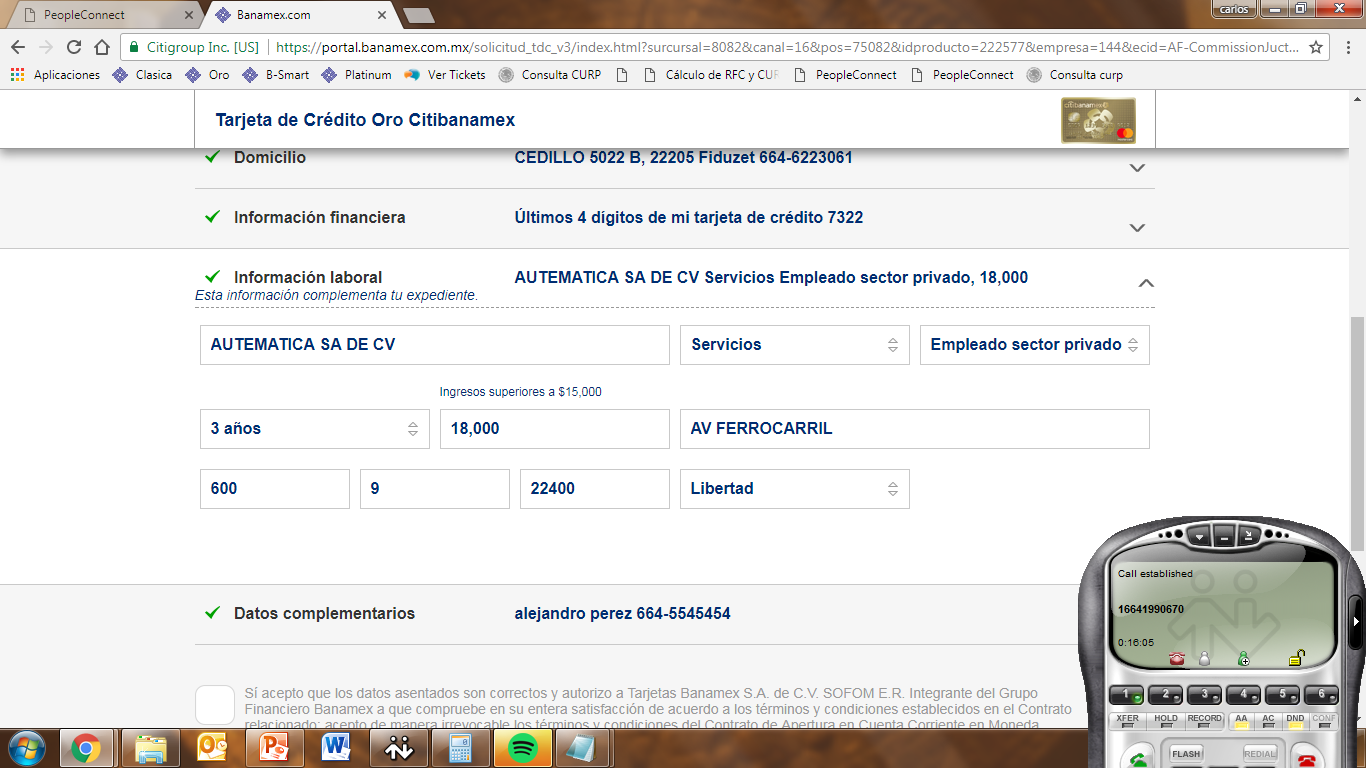 PeopleConnect
Banamex.com
carlos
Citigroup Inc. [US]
https://portal.banamex.com.mx/solicitud_tdc_v3/index.html?surcursal=8082&canal=16&pos=75082&idproducto=222577&empresa=144&ecid=AF-CommissionJuct...
Aplicaciones
Clasica
Oro
B-Smart
Platinum
Ver Tickets
Consulta CURP
Cálculo de RFC y CUR
PeopleConnect
PeopleConnect
Consulta curp
Tarjeta de Crédito Oro Citibanamex
citibanamex
Domicilio
CEDILLO 5022 B, 22205 Fiduzet 664-6223061
Información financiera
Últimos 4 dígitos de mi tarjeta de crédito 7322
Información laboral
AUTEMATICA SA DE CV Servicios Empleado sector privado, 18,000
Esta información complementa tu expediente.
AUTEMATICA SA DE CV
Servicios
Empleado sector privado
Ingresos superiores a $15,000
3 años
18,000
AV FERROCARRIL
600
9
22400
Libertad
Datos complementarios
alejandro perez 664-5545454
Sí acepto que los datos asentados son correctos y autorizo a Tarjetas Banamex S.A. de C.V. SOFOM E.R. Integrante del Grupo
Financiero Banamex a que compruebe en su entera satisfacción de acuerdo a los términos y condiciones establecidos en el Contrato
relacionado; acepto de manera irrevocable los términos y condiciones del Contrato de Apertura en Cuenta Corriente en Moneda
Call established
16641990670
0:16:05
1
2
3
4
5
6
XFER
HOLD
RECORD
AA
AC
DND
CONF
FLASH
REDIAL